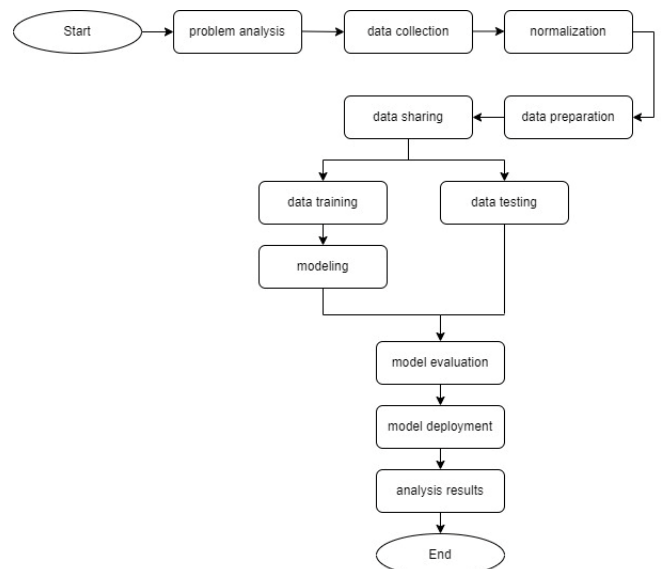 Start
problem analysis
data collection
normalization
data preparation
data sharing
data training
data testing
modeling
model evaluation
model deployment
analysis results
End